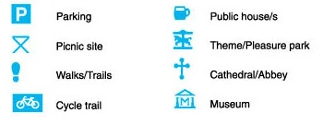 P Parking
Picnic site
Walks/Trails
Cycle trail
Public house/s
Theme/Pleasure park
Cathedral/Abbey
M Museum